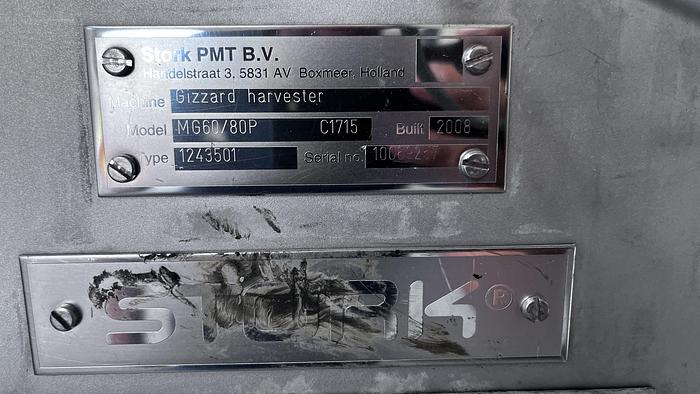 Stork PMT B.V.
Handelstraat 3, 5831 AV Boxmeer, Holland
Machine Gizzard harvester
Model MG60/80P C1715 Built 2008
Type 1243501 Serial no.
STORK ®